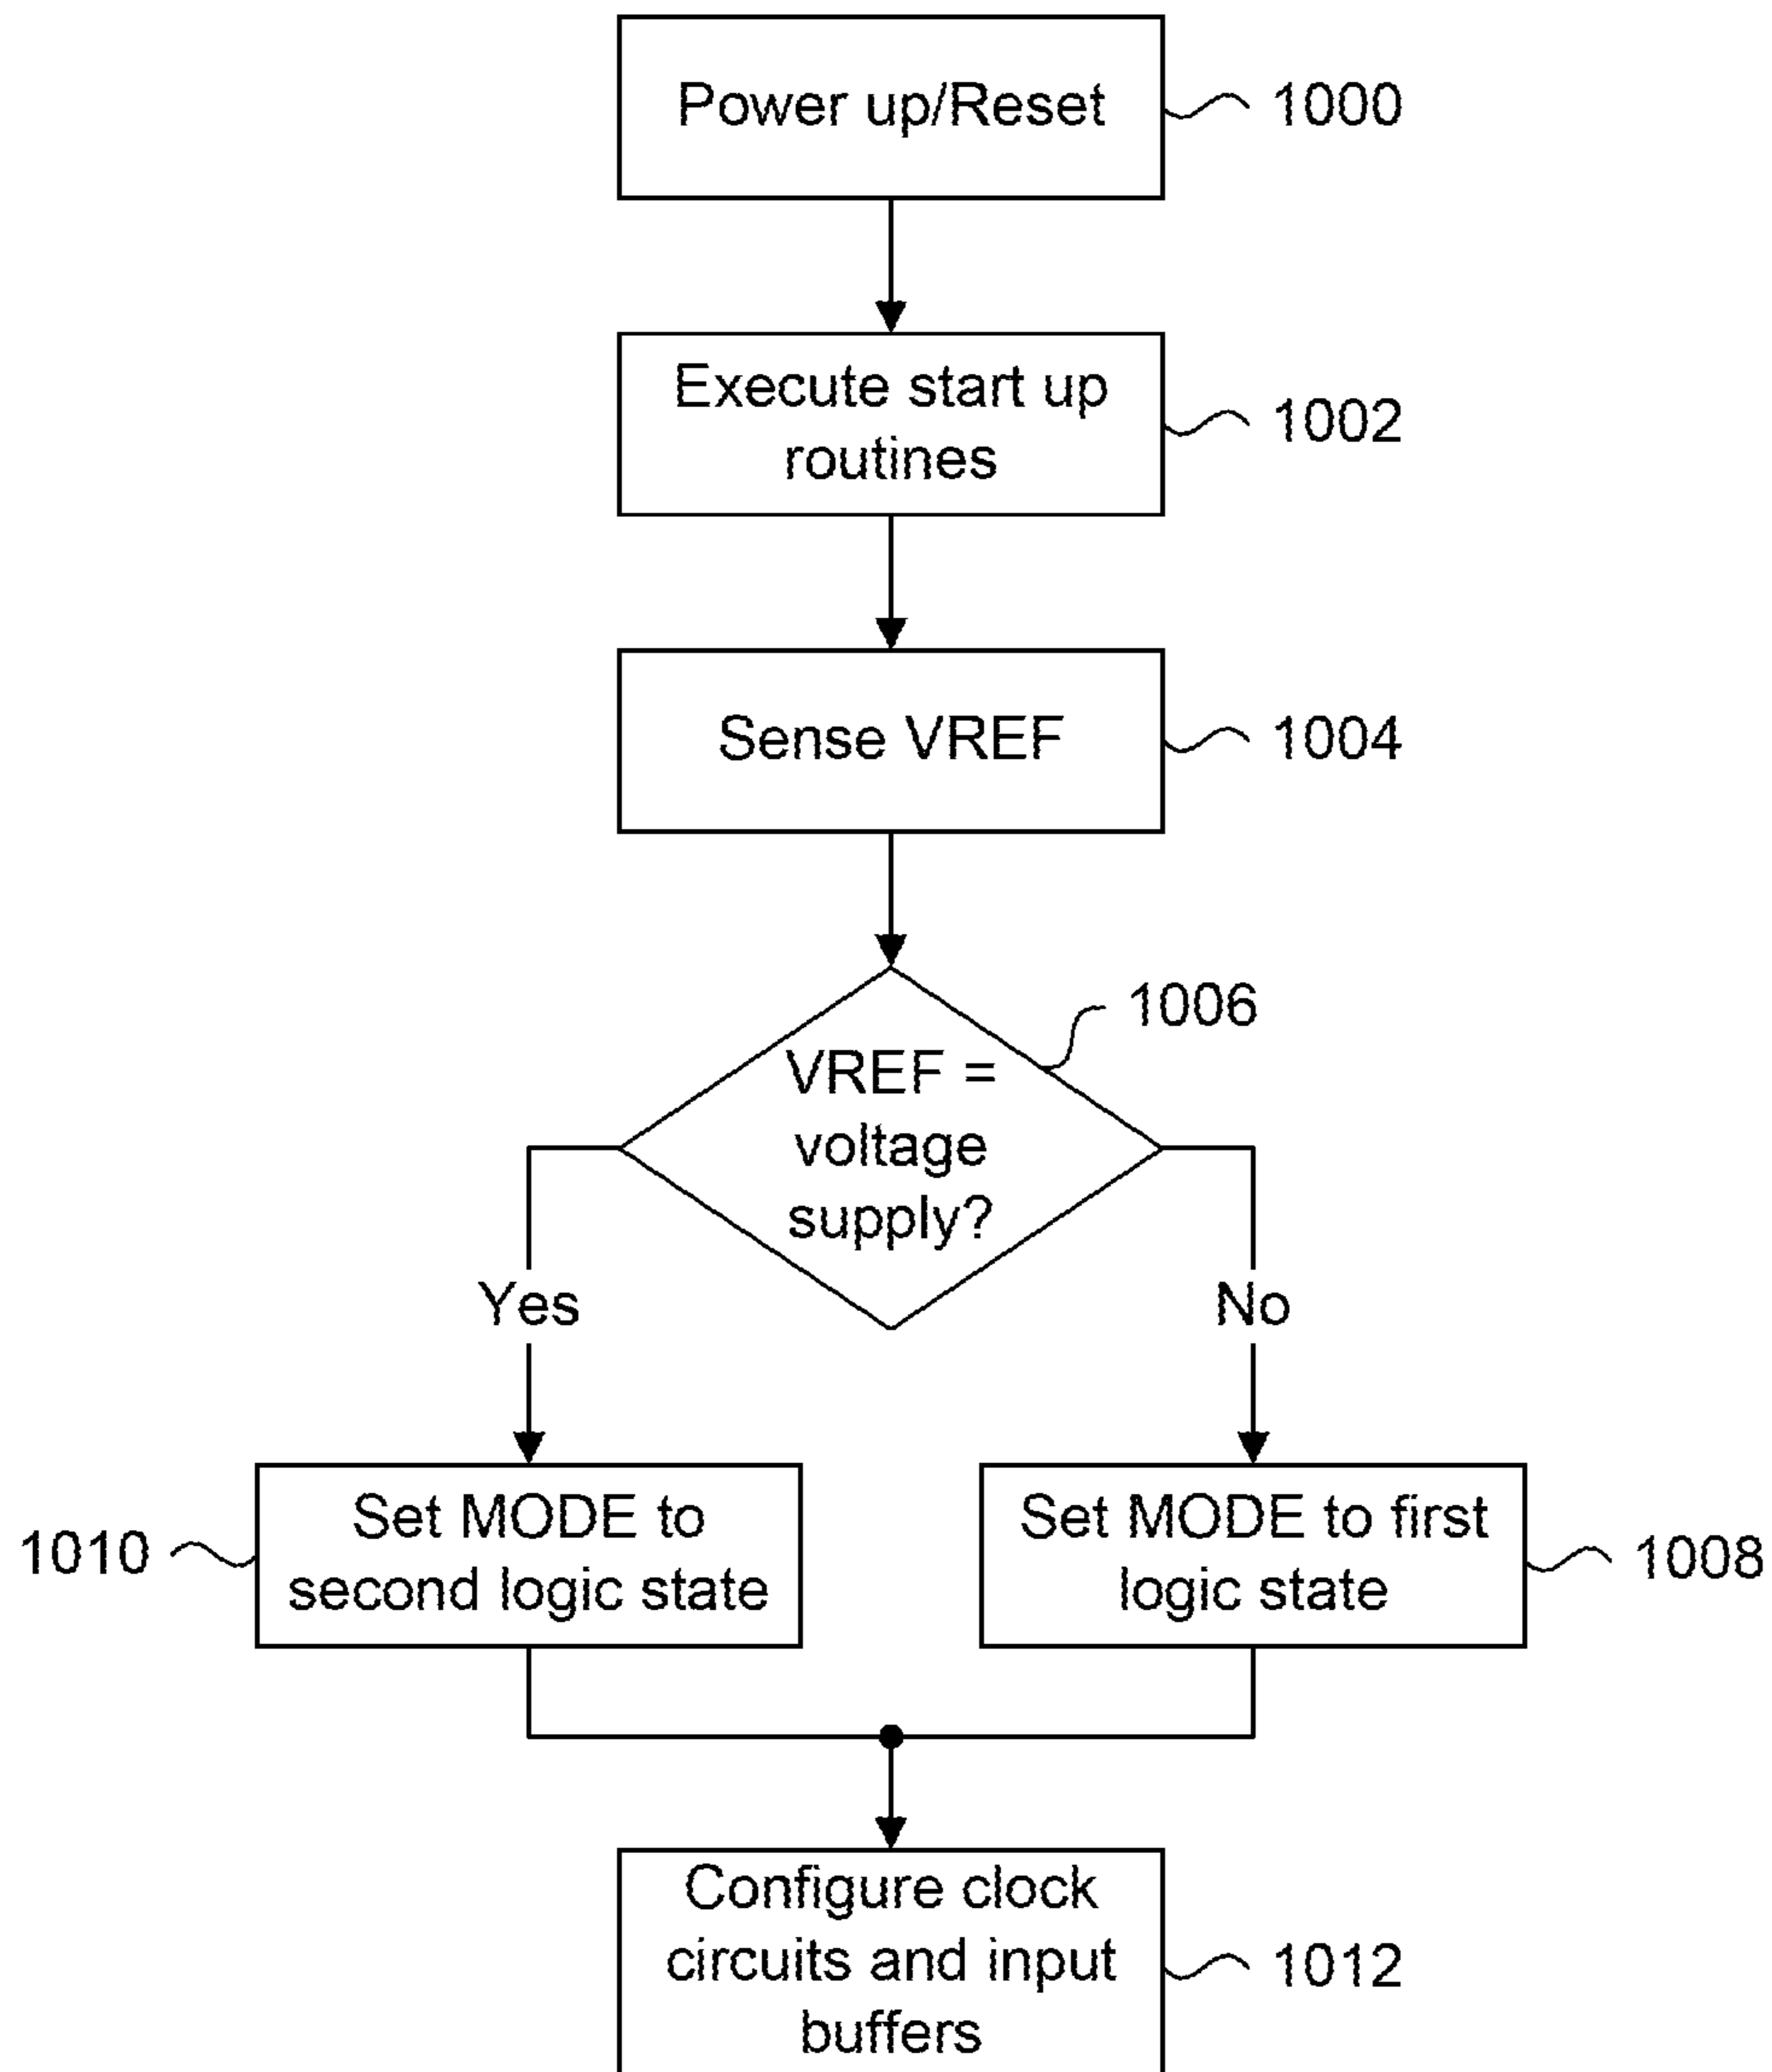 Power up/Reset
1000
Execute start up
routines
1002
Sense VREF
1004
1006
VREF =
voltage
supply?
Yes
No
1010
Set MODE to
second logic state
Set MODE to first
logic state
1008
Configure clock
circuits and input
buffers
1012